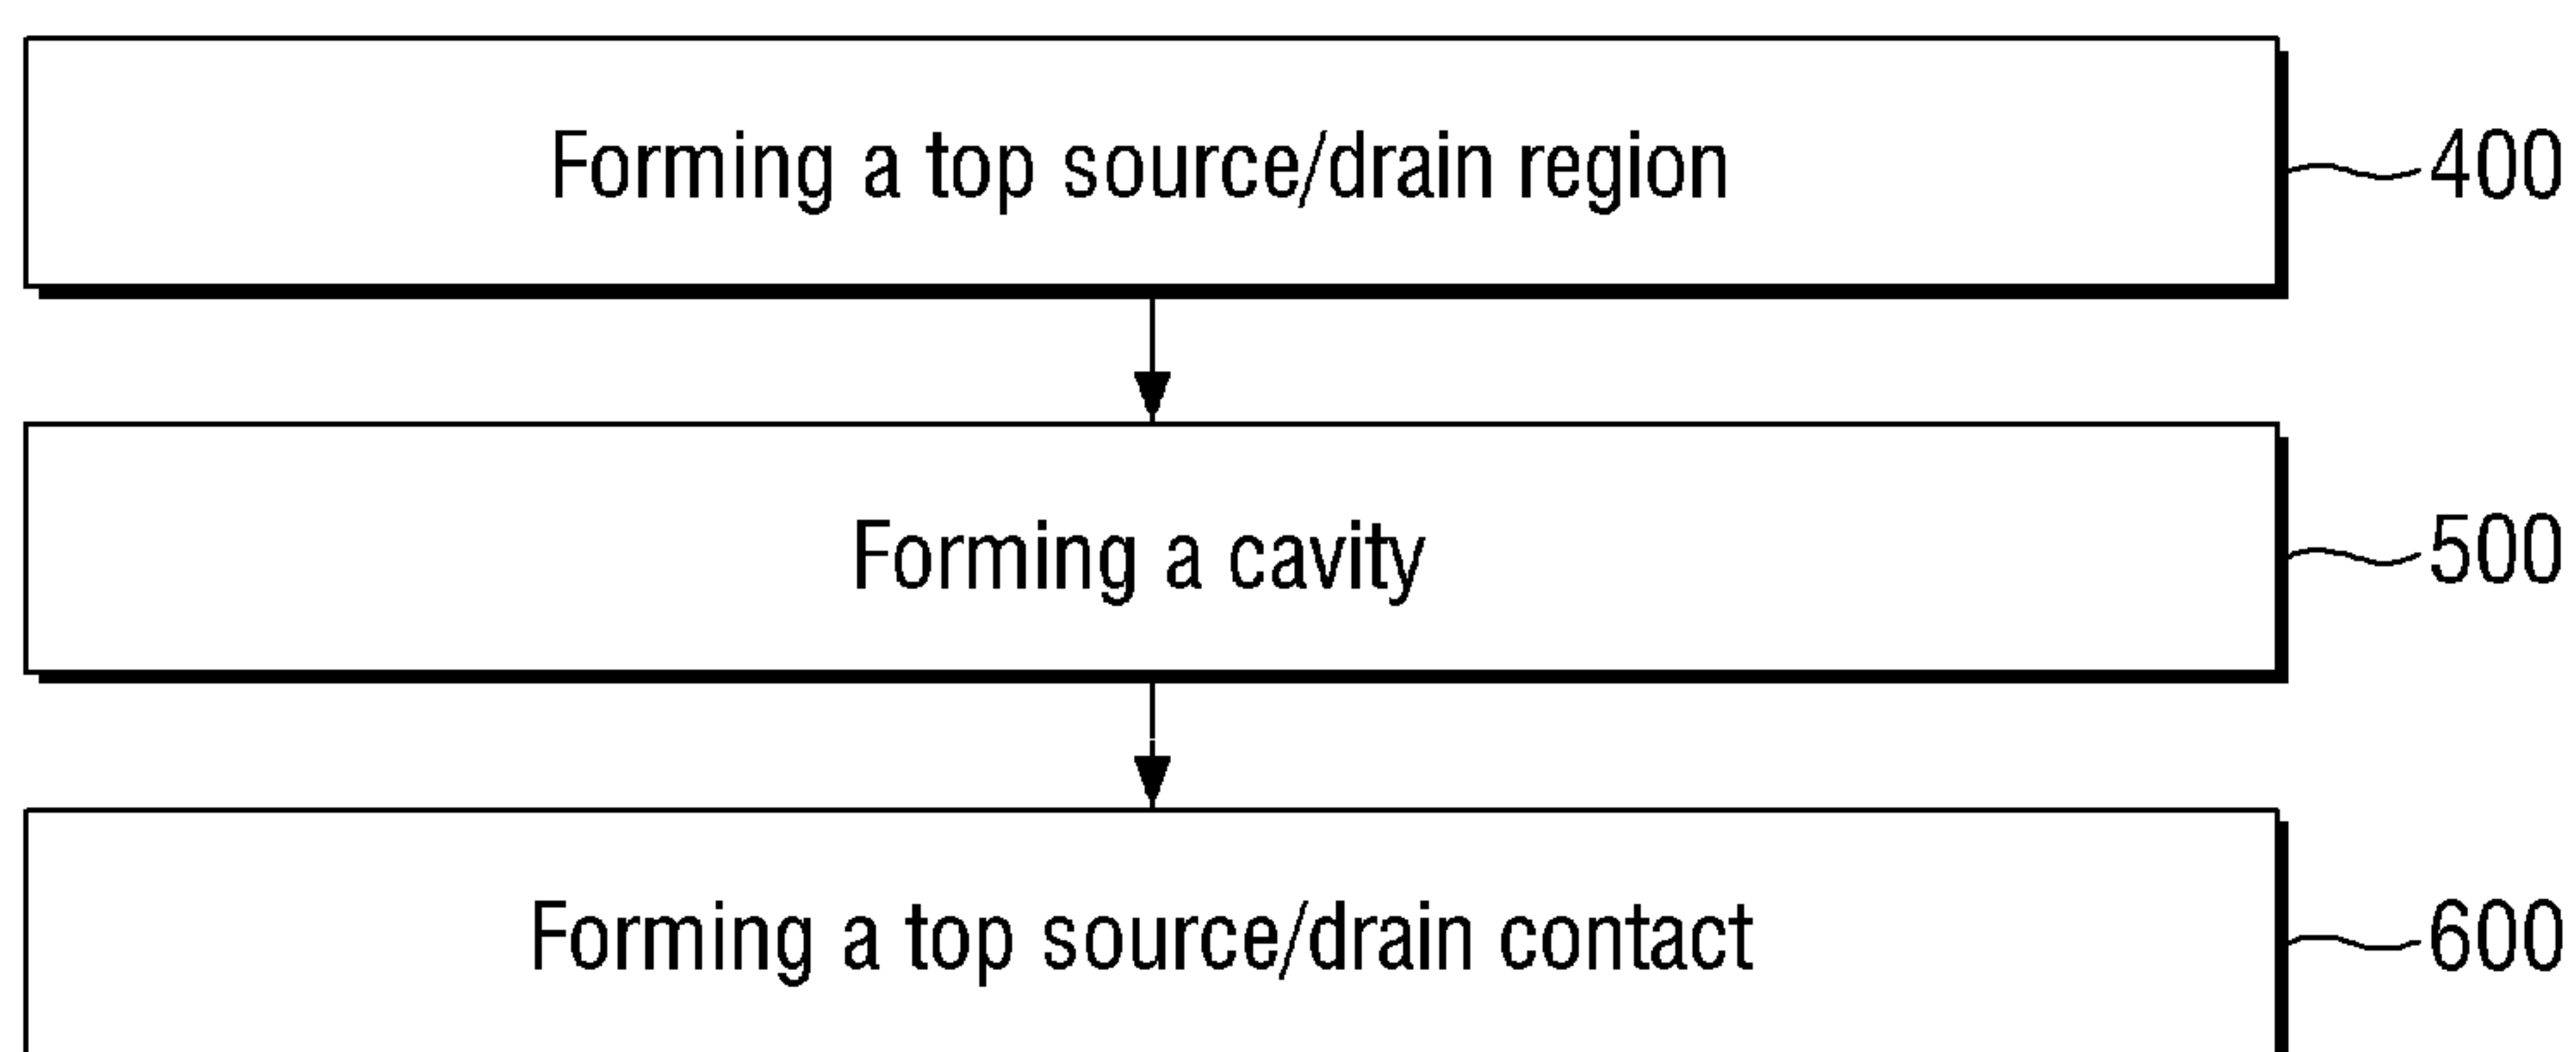 Forming a top source/drain region 400
Forming a cavity 500
Forming a top source/drain contact 600